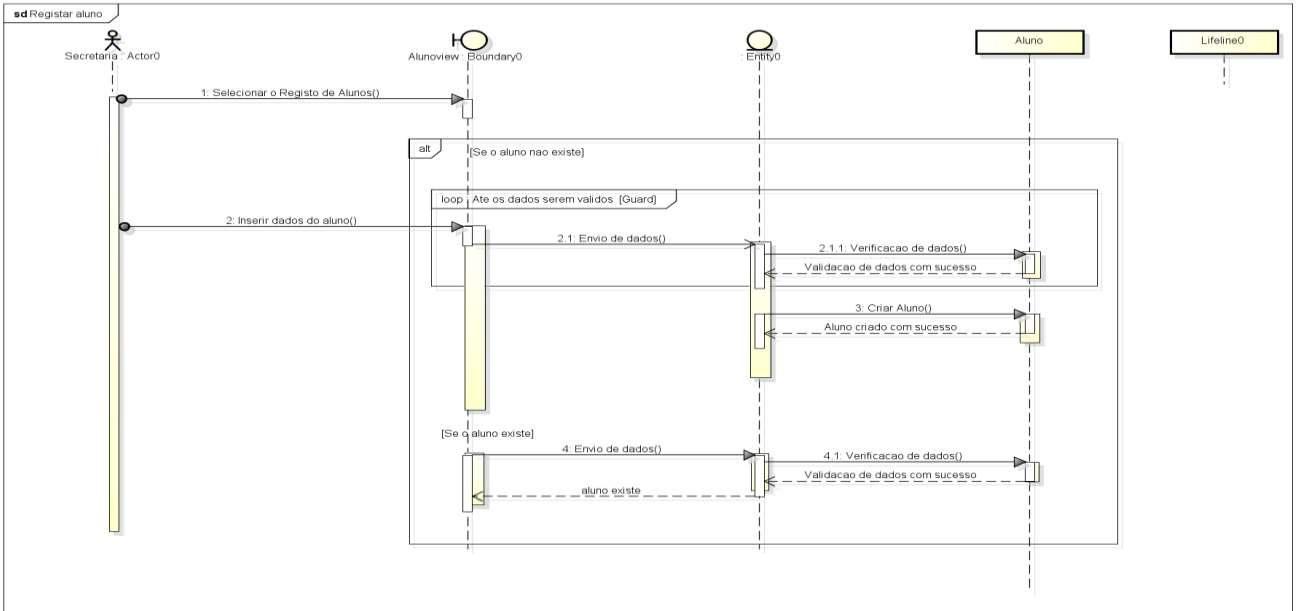 sd Registar aluno
Secretaria : Actor0
Alunoview : Boundary0
: Entity0
Aluno
Lifeline0
1: Selecionar o Registo de Alunos()
alt
[Se o aluno nao existe]
loop : Ate os dados serem validos [Guard]
2: Inserir dados do aluno()
2.1: Envio de dados()
2.1.1: Verificacao de dados()
Validacao de dados com sucesso
3: Criar Aluno()
Aluno criado com sucesso
[Se o aluno existe]
4: Envio de dados()
4.1: Verificacao de dados()
Validacao de dados com sucesso
aluno existe